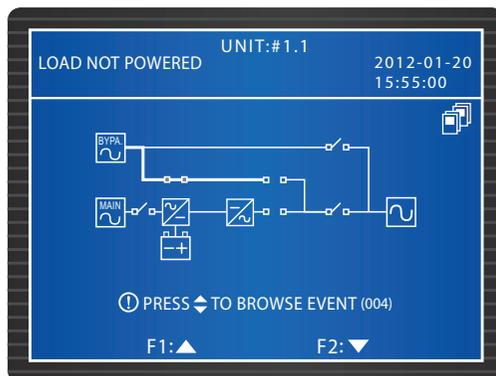 UNIT:#1.1
LOAD NOT POWERED
2012-01-20
15:55:00
BYPA.
MAIN
PRESS TO BROWSE EVENT (004)
F1: F2: